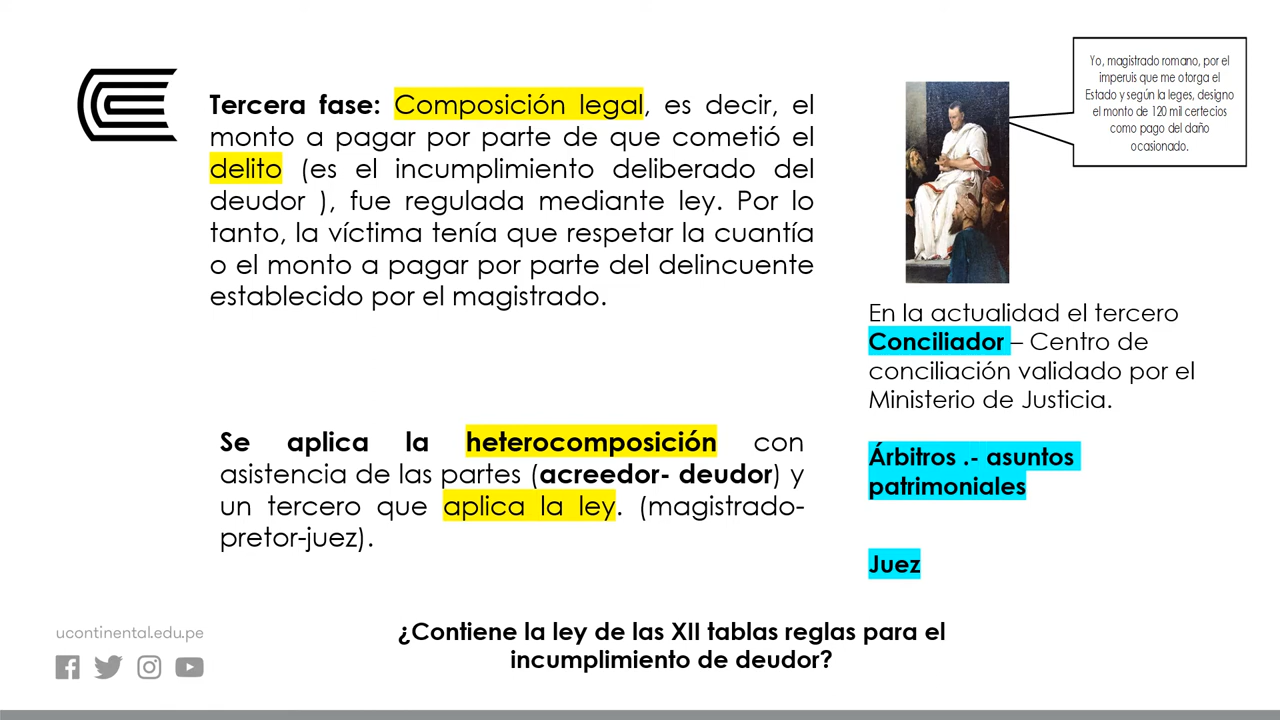 Tercera fase: Composición legal, es decir, el
monto a pagar por parte de que cometió el
delito (es el incumplimiento deliberado del
deudor ), fue regulada mediante ley. Por lo
tanto, la víctima tenía que respetar la cuantía
o el monto a pagar por parte del delincuente
establecido por el magistrado.
Se aplica la heterocomposición con
asistencia de las partes (acreedor- deudor) y
un tercero que aplica la ley. (magistrado-
pretor-juez).
Yo, magistrado romano, por el
imperuis que me otorga el
Estado y según la leges, designo
el monto de 120 mil certecios
como pago del daño
ocasionado.
En la actualidad el tercero
Conciliador – Centro de
conciliación validado por el
Ministerio de Justicia.
Árbitros .- asuntos
patrimoniales
Juez
¿Contiene la ley de las XII tablas reglas para el
incumplimiento de deudor?
ucontinental.edu.pe